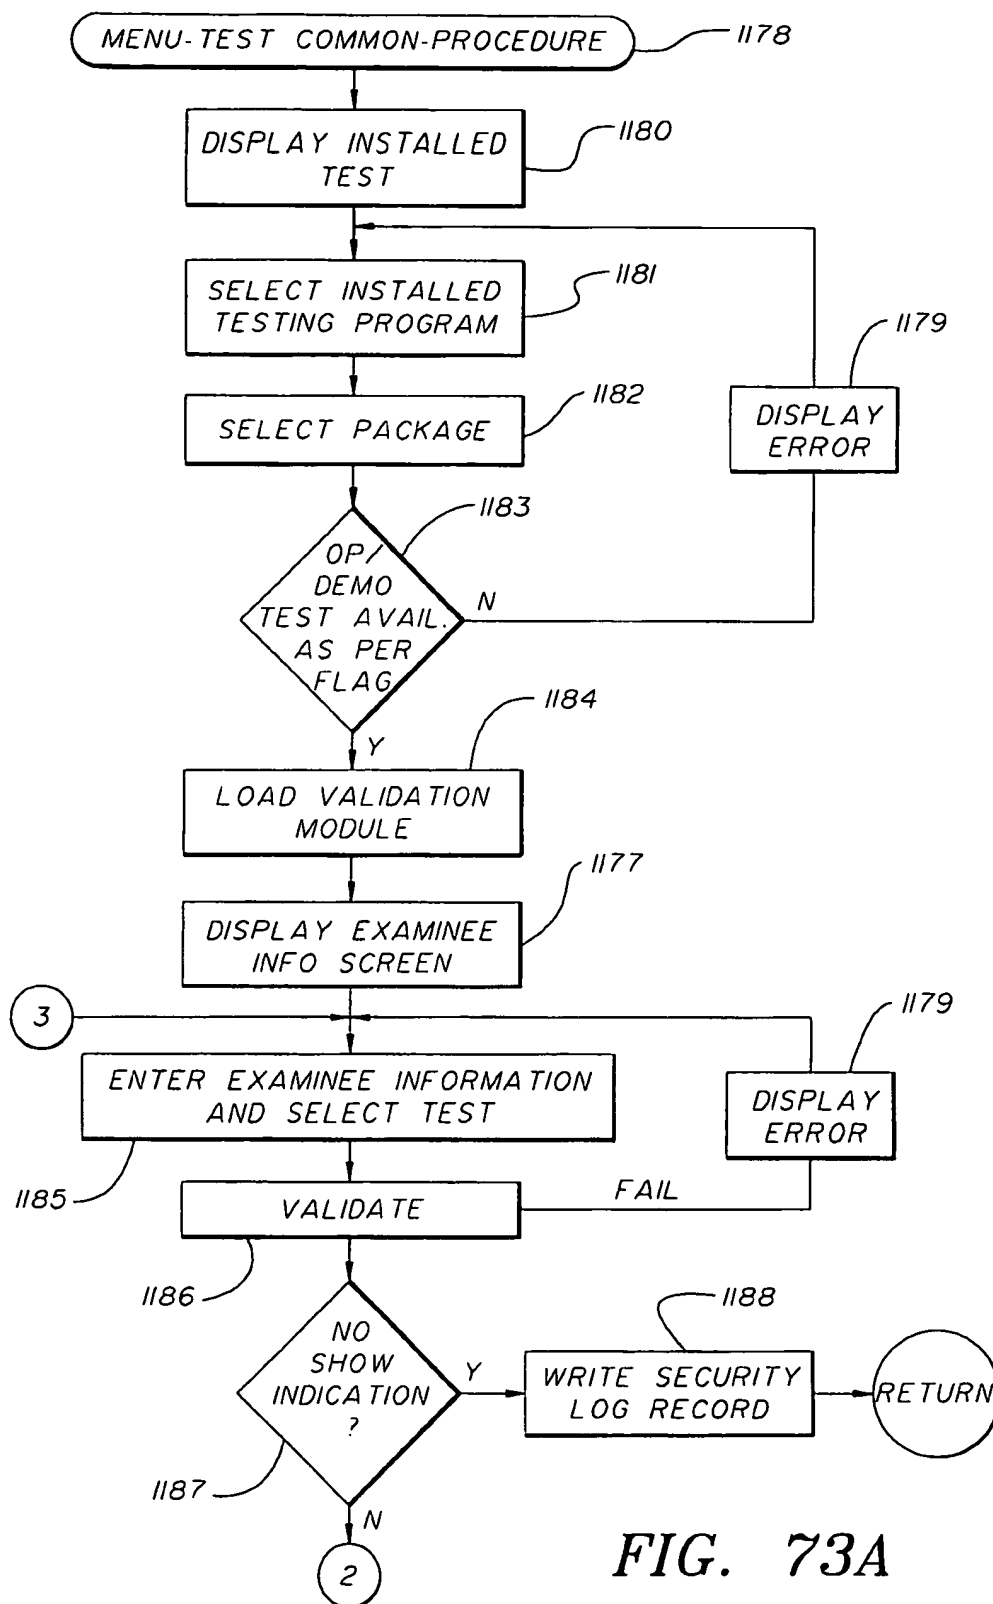 MENU-TEST COMMON-PROCEDURE
1178
DISPLAY INSTALLED
TEST
1180
SELECT INSTALLED
TESTING PROGRAM
1181
1179
DISPLAY
ERROR
SELECT PACKAGE
1182
1183
OP/
DEMO
TEST AVAIL.
AS PER
FLAG
N
Y
1184
LOAD VALIDATION
MODULE
1177
DISPLAY EXAMINEE
INFO SCREEN
3
1179
ENTER EXAMINEE INFORMATION
AND SELECT TEST
DISPLAY
ERROR
1185
VALIDATE
FAIL
1186
1188
NO
SHOW
INDICATION
?
Y
WRITE SECURITY
LOG RECORD
RETURN
1187
N
2
FIG. 73A